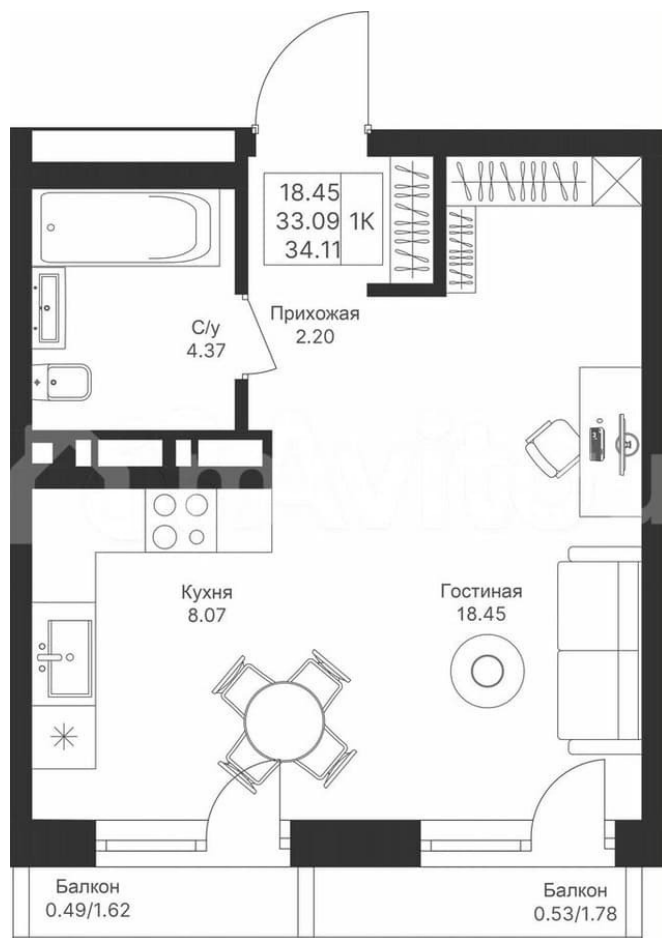 18.45
33.09 1К
34.11
Прихожая
2.20
С/у
4.37
Кухня
8.07
Гостиная
18.45
Балкон
0.49/1.62
Балкон
0.53/1.78